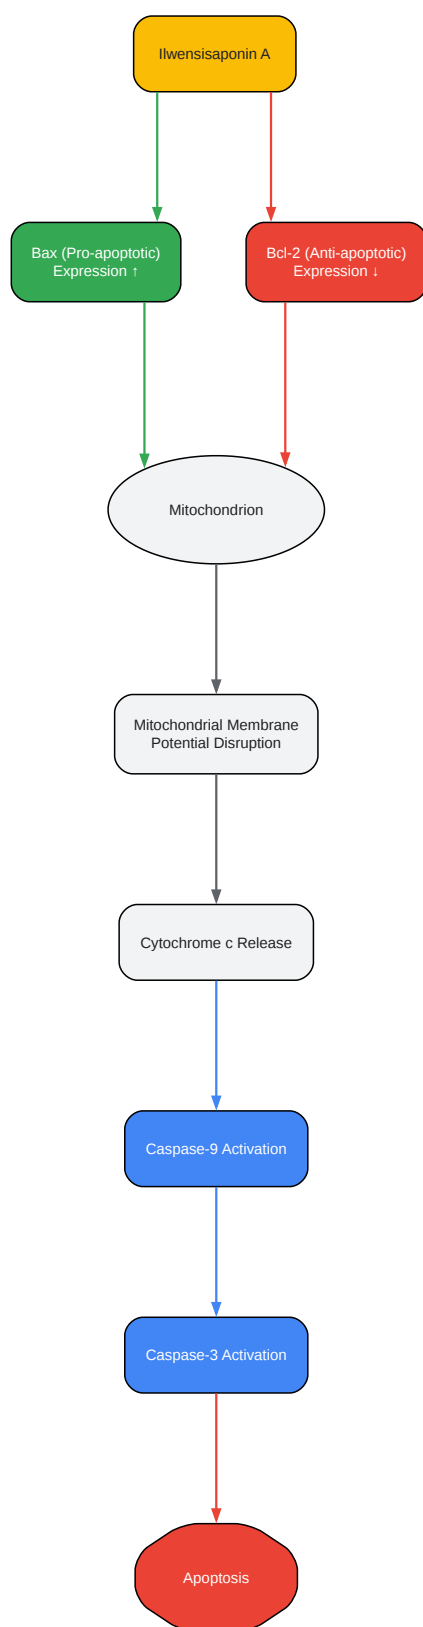 Ilwensisaponin A
Bax (Pro-apoptotic)
Expression ↑
Bcl-2 (Anti-apoptotic)
Expression ↓
Mitochondrion
Mitochondrial Membrane
Potential Disruption
Cytochrome c Release
Caspase-9 Activation
Caspase-3 Activation
Apoptosis